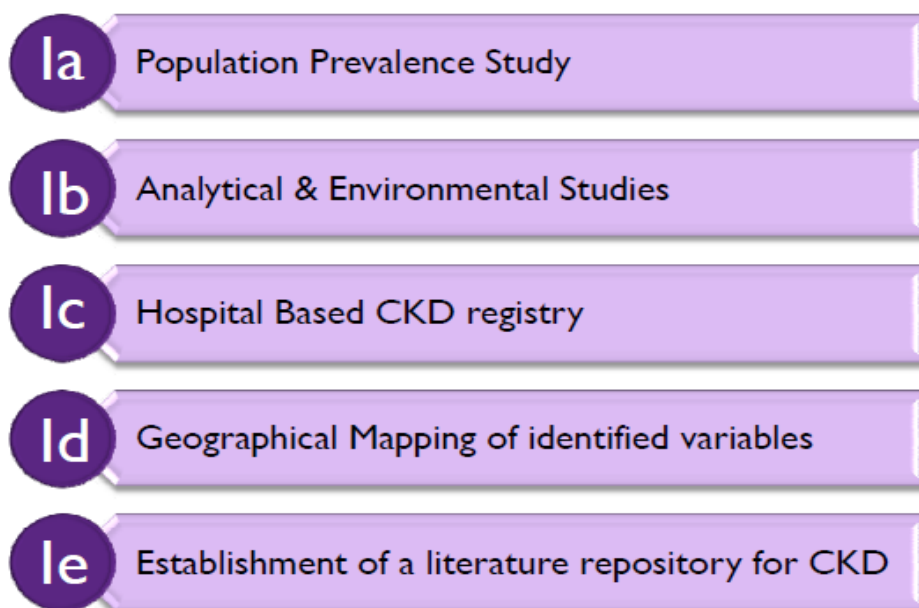 Ia Population Prevalence Study
Ib Analytical & Environmental Studies
Ic Hospital Based CKD registry
Id Geographical Mapping of identified variables
Ie Establishment of a literature repository for CKD